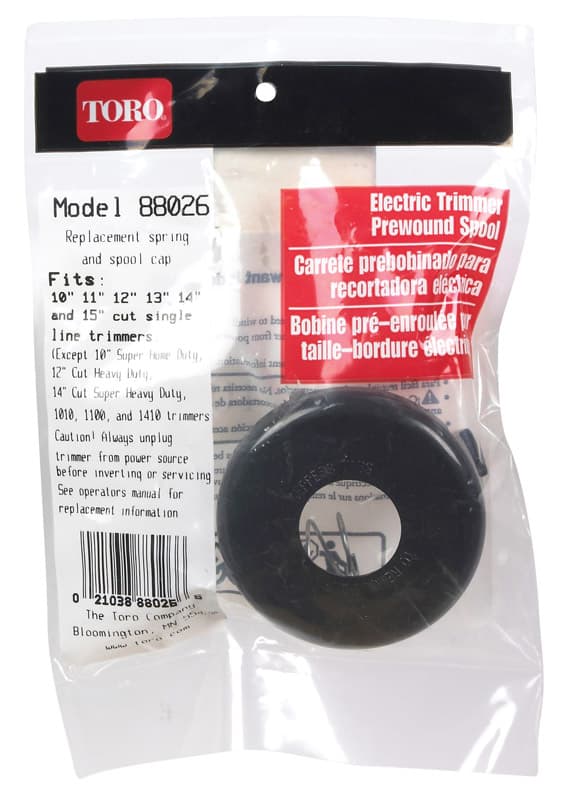 TORO
Model 88026
Replacement spring
and spool cap
Fits:
10" 11" 12" 13" 14"
and 15" cut single
line trimmers
(Except 10" Super Home Duty,
12" Cut Heavy Duty,
14" Cut Super Heavy Duty,
1010, 1100, and 1410 trimmers
Caution! Always unplug
trimmer from power source
before inverting or servicing
See operators manual for
replacement information
0 21038 88026 6
The Toro Company
Bloomington, MN
www.toro.com
Electric Trimmer
Prewound Spool
Carrete prebobinado para
recortadora eléctrica
Bobine pré-enroulée
taille-bordure électri